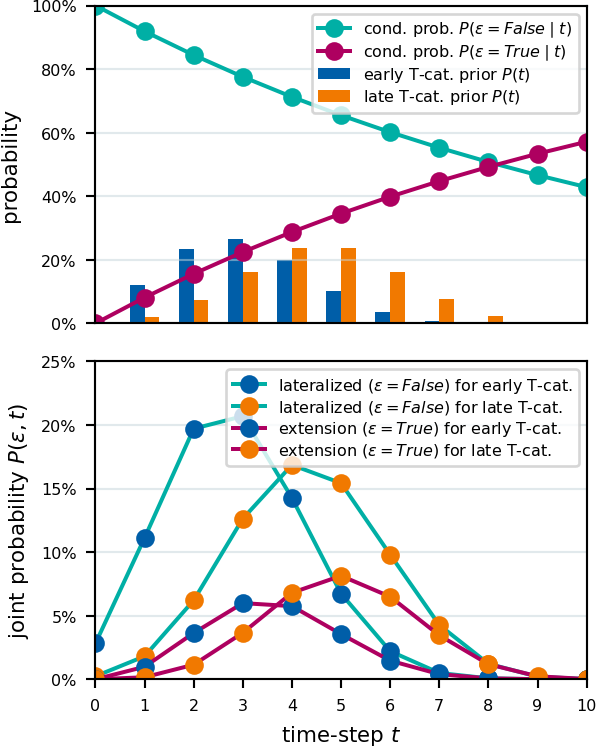 100%
80%
60%
40%
20%
0%
probability
cond. prob. P(ε = False | t)
cond. prob. P(ε = True | t)
early T-cat. prior P(t)
late T-cat. prior P(t)
25%
20%
15%
10%
5%
0%
joint probability P(ε, t)
lateralized (ε = False) for early T-cat.
lateralized (ε = False) for late T-cat.
extension (ε = True) for early T-cat.
extension (ε = True) for late T-cat.
0 1 2 3 4 5 6 7 8 9 10
time-step t